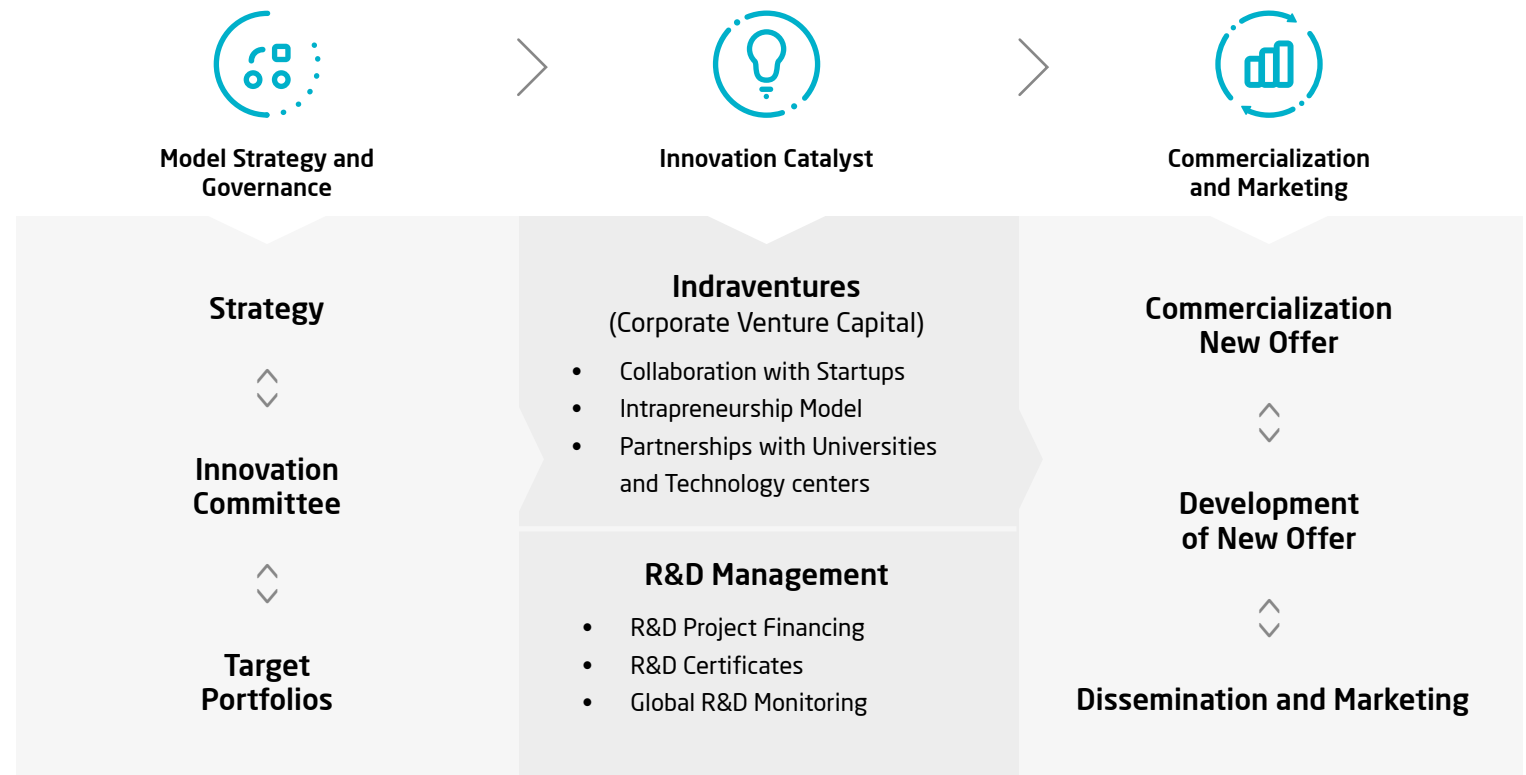 Model Strategy and
Governance
Innovation Catalyst
Commercialization
and Marketing
Strategy
Innovation
Committee
Target
Portfolios
Indraventures
(Corporate Venture Capital)
• Collaboration with Startups
• Intrapreneurship Model
• Partnerships with Universities
and Technology centers
R&D Management
• R&D Project Financing
• R&D Certificates
• Global R&D Monitoring
Commercialization
New Offer
Development
of New Offer
Dissemination and Marketing